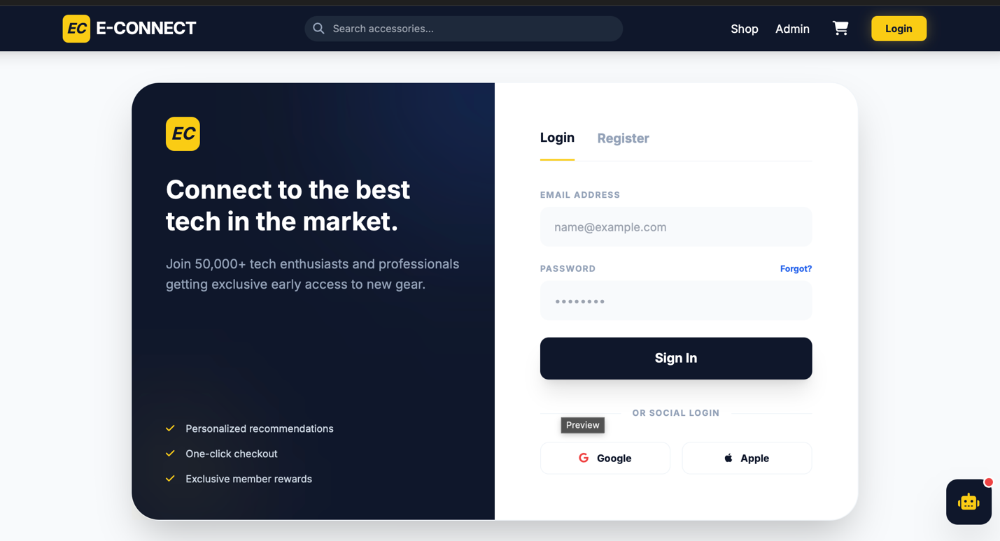 EC E-CONNECT
Search accessories...
Shop
Admin
Login
EC
Connect to the best
tech in the market.
Join 50,000+ tech enthusiasts and professionals
getting exclusive early access to new gear.
Personalized recommendations
One-click checkout
Exclusive member rewards
Login
Register
EMAIL ADDRESS
name@example.com
PASSWORD
Forgot?
Sign In
OR SOCIAL LOGIN
Preview
Google
Apple